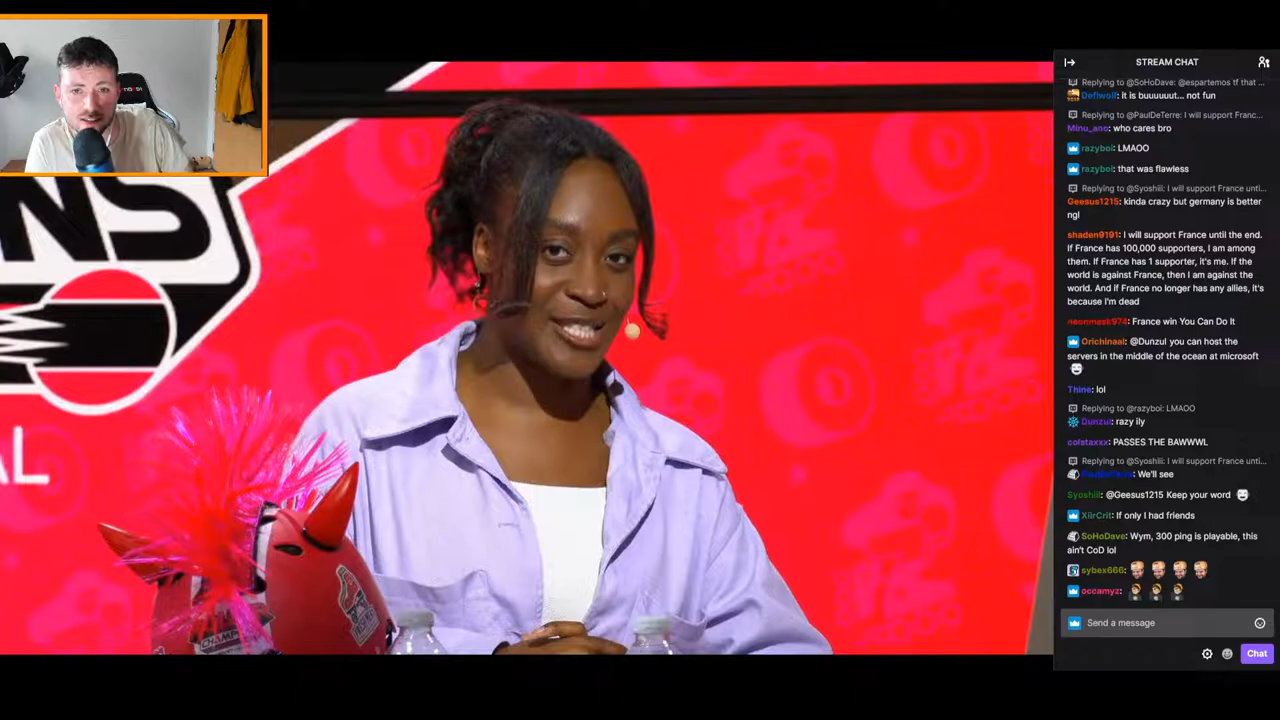 NS
AL
CHAMP
STREAM CHAT
Replying to @SoHoDave: @espartemos tf that ...
Defiwolf: it is buuuuuut... not fun
Replying to @PaulDeTerre: I will support Franc...
Minu_ano: who cares bro
razyboi: LMAOO
razyboi: that was flawless
Replying to @Syoshiii: I will support France unti...
Geesus1215: kinda crazy but germany is better
ngl
shaden9191: I will support France until the end.
If France has 100,000 supporters, I am among
them. If France has 1 supporter, it's me. If the
world is against France, then I am against the
world. And if France no longer has any allies, it's
because I'm dead
neonmask974: France win You Can Do It
Orichinaal: @Dunzul you can host the
servers in the middle of the ocean at microsoft
Thine: lol
Replying to @razyboi: LMAOO
Dunzul: razy ily
colstaxxx: PASSES THE BAWWWL
Replying to @Syoshiii: I will support France unti...
: We'll see
Syoshiii: @Geesus1215 Keep your word
XiirCrit: If only I had friends
SoHoDave: Wym, 300 ping is playable, this
ain't CoD lol
sybex666:
occamyz:
Send a message
Chat